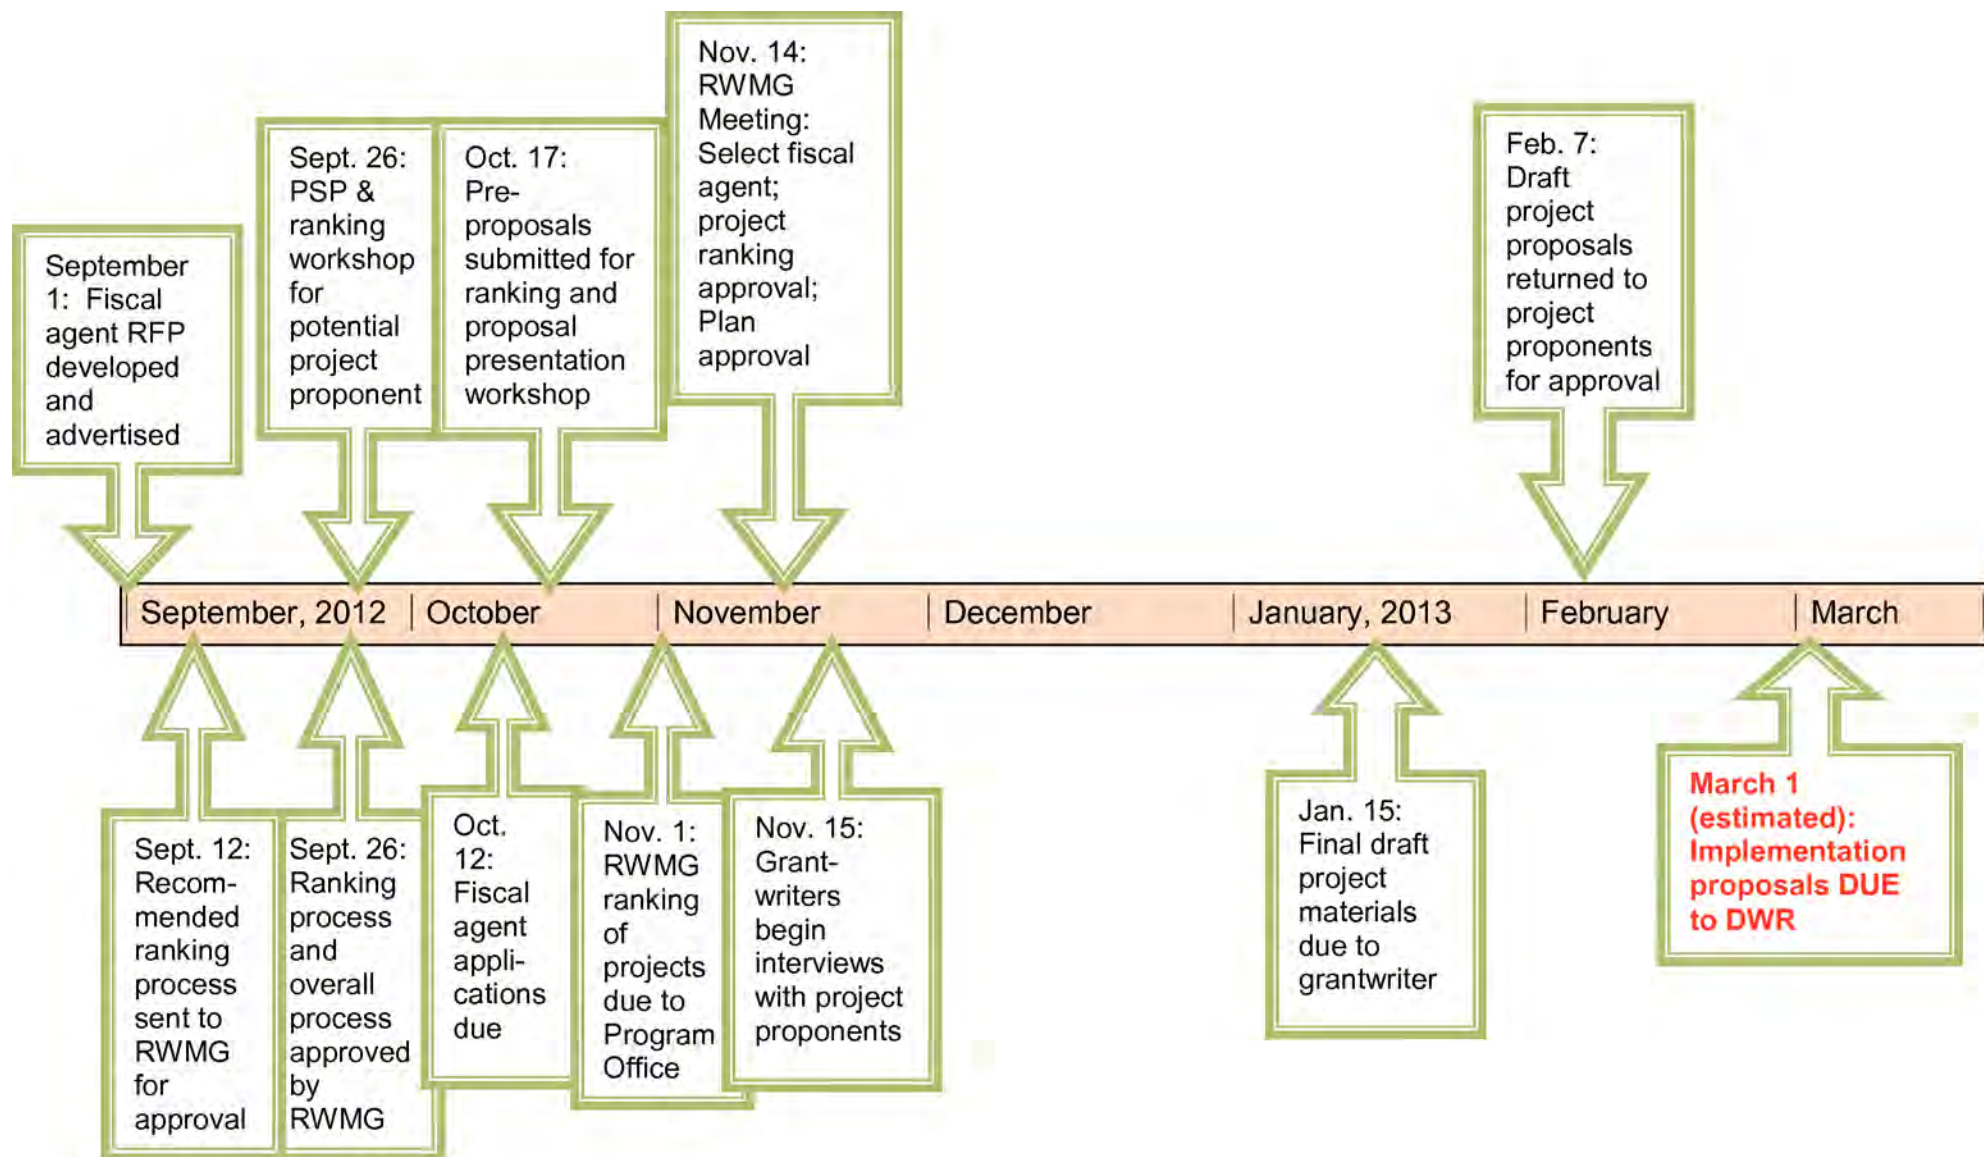 September
1:  Fiscal
agent RFP
developed
and
advertised
Sept. 26:
PSP &
ranking
workshop
for
potential
project
proponent
Oct. 17:
Pre-
proposals
submitted for
ranking and
proposal
presentation
workshop
Nov. 14:
RWMG
Meeting:
Select fiscal
agent;
project
ranking
approval;
Plan
approval
Feb. 7:
Draft
project
proposals
returned to
project
proponents
for approval
September, 2012
October
November
December
January, 2013
February
March
Sept. 12:
Recom-
mended
ranking
process
sent to
RWMG
for
approval
Sept. 26:
Ranking
process
and
overall
process
approved
by
RWMG
Oct.
12:
Fiscal
agent
appli-
cations
due
Nov. 1:
RWMG
ranking
of
projects
due to
Program
Office
Nov. 15:
Grant-
writers
begin
interviews
with project
proponents
Jan. 15:
Final draft
project
materials
due to
grantwriter
March 1
(estimated):
Implementation
proposals DUE
to DWR